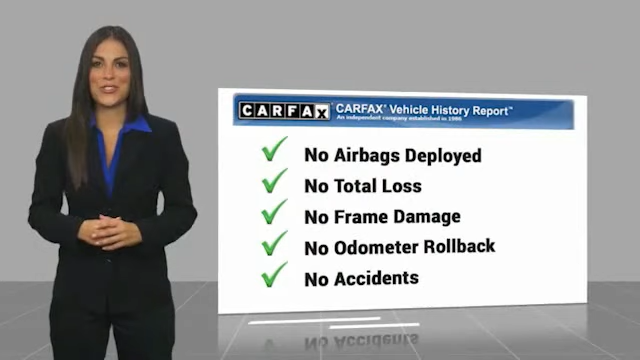 CARFAX CARFAX® Vehicle History Report™
An independent company established in 1986
No Airbags Deployed
No Total Loss
No Frame Damage
No Odometer Rollback
No Accidents